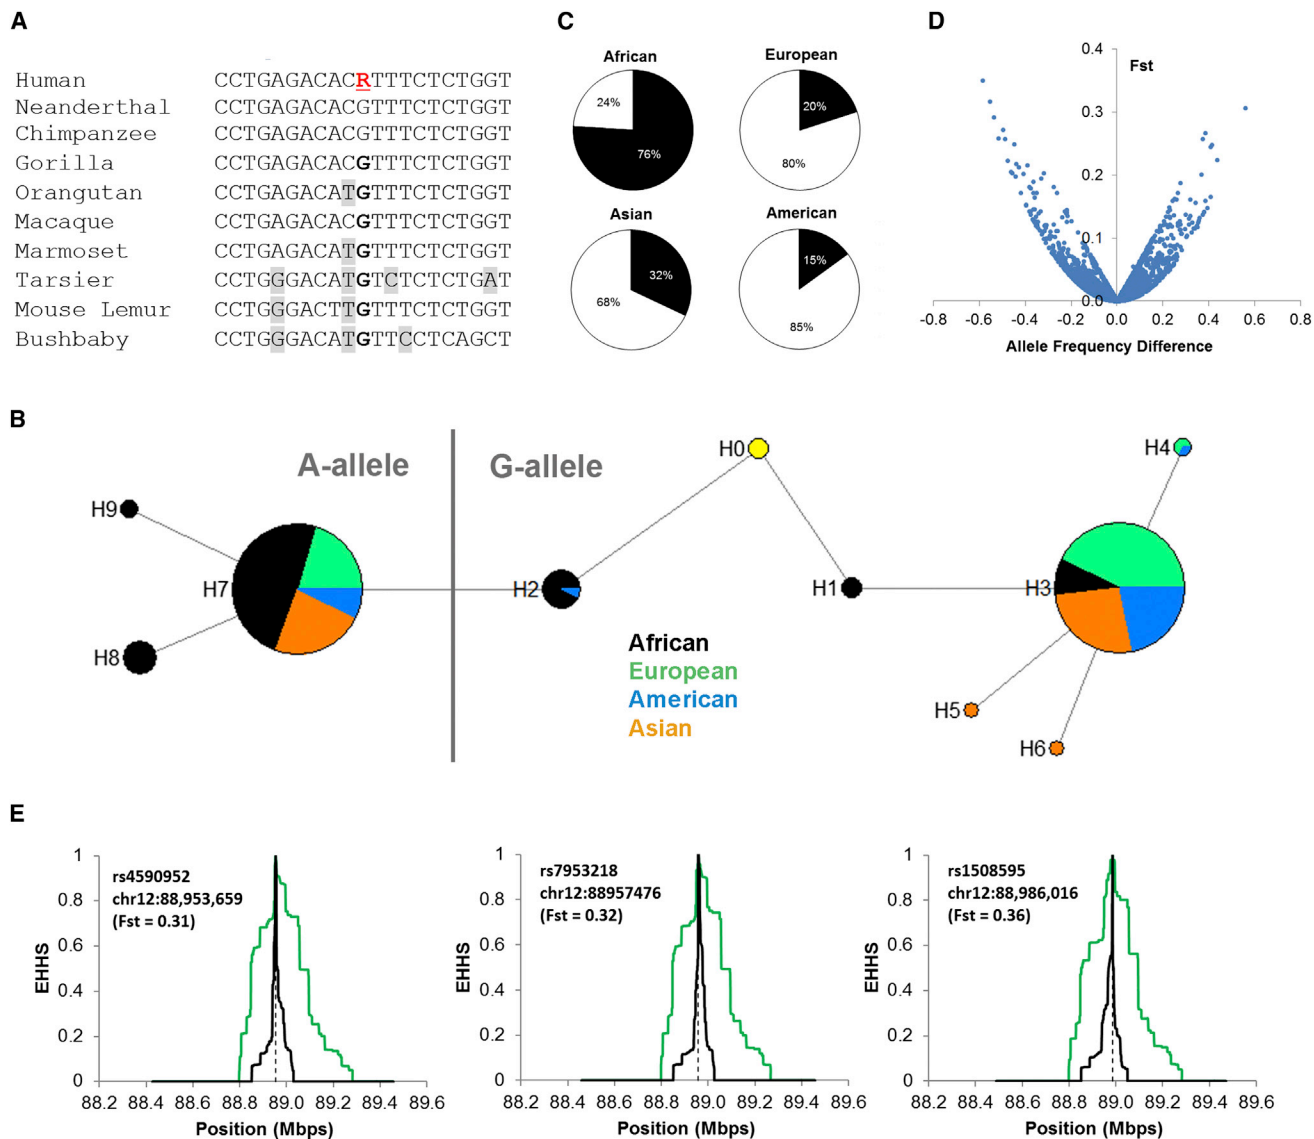 A
Human CCTGAGACACRTTTCTCTGGT
Neanderthal CCTGAGACACGTTTCTCTGGT
Chimpanzee CCTGAGACACGTTTCTCTGGT
Gorilla CCTGAGACACGTTTCTCTGGT
Orangutan CCTGAGACATGTTTCTCTGGT
Macaque CCTGAGACACGTTTCTCTGGT
Marmoset CCTGAGACATGTTTCTCTGGT
Tarsier CCTGGGACATGTCTCTCTGAT
Mouse Lemur CCTGGGACTTGTTTCTCTGGT
Bushbaby CCTGGGACATGTTCCTCAGCT
C
African
24%
76%
European
20%
80%
Asian
32%
68%
American
15%
85%
D
Fst
0.4
0.3
0.2
0.1
0.0
-0.8 -0.6 -0.4 -0.2 0.0 0.2 0.4 0.6 0.8
Allele Frequency Difference
B
A-allele
G-allele
H0
H4
H9
H7
H2
H1
H3
H8
H5
H6
African
European
American
Asian
E
rs4590952
chr12:88,953,659
(Fst = 0.31)
EHHS
1
0.8
0.6
0.4
0.2
0
88.2 88.4 88.6 88.8 89.0 89.2 89.4 89.6
Position (Mbps)
rs7953218
chr12:88957476
(Fst = 0.32)
EHHS
1
0.8
0.6
0.4
0.2
0
88.2 88.4 88.6 88.8 89.0 89.2 89.4 89.6
Position (Mbps)
rs1508595
chr12:88,986,016
(Fst = 0.36)
EHHS
1
0.8
0.6
0.4
0.2
0
88.2 88.4 88.6 88.8 89.0 89.2 89.4 89.6
Position (Mbps)